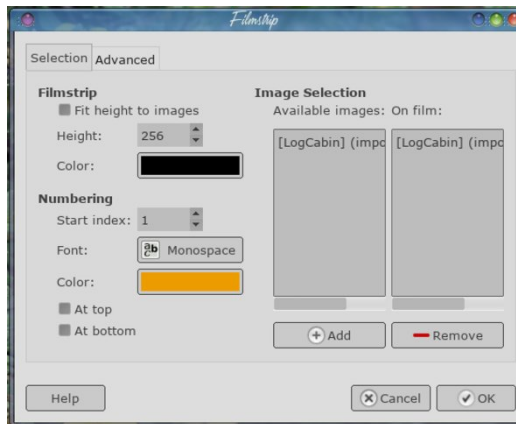 Filmstrip
Selection
Advanced
Filmstrip
Fit height to images
Height: 256
Color:
Numbering
Start index: 1
Font: Monospace
Color:
At top
At bottom
Image Selection
Available images: On film:
[LogCabin] (impo [LogCabin] (impo
Add
Remove
Help
Cancel
OK